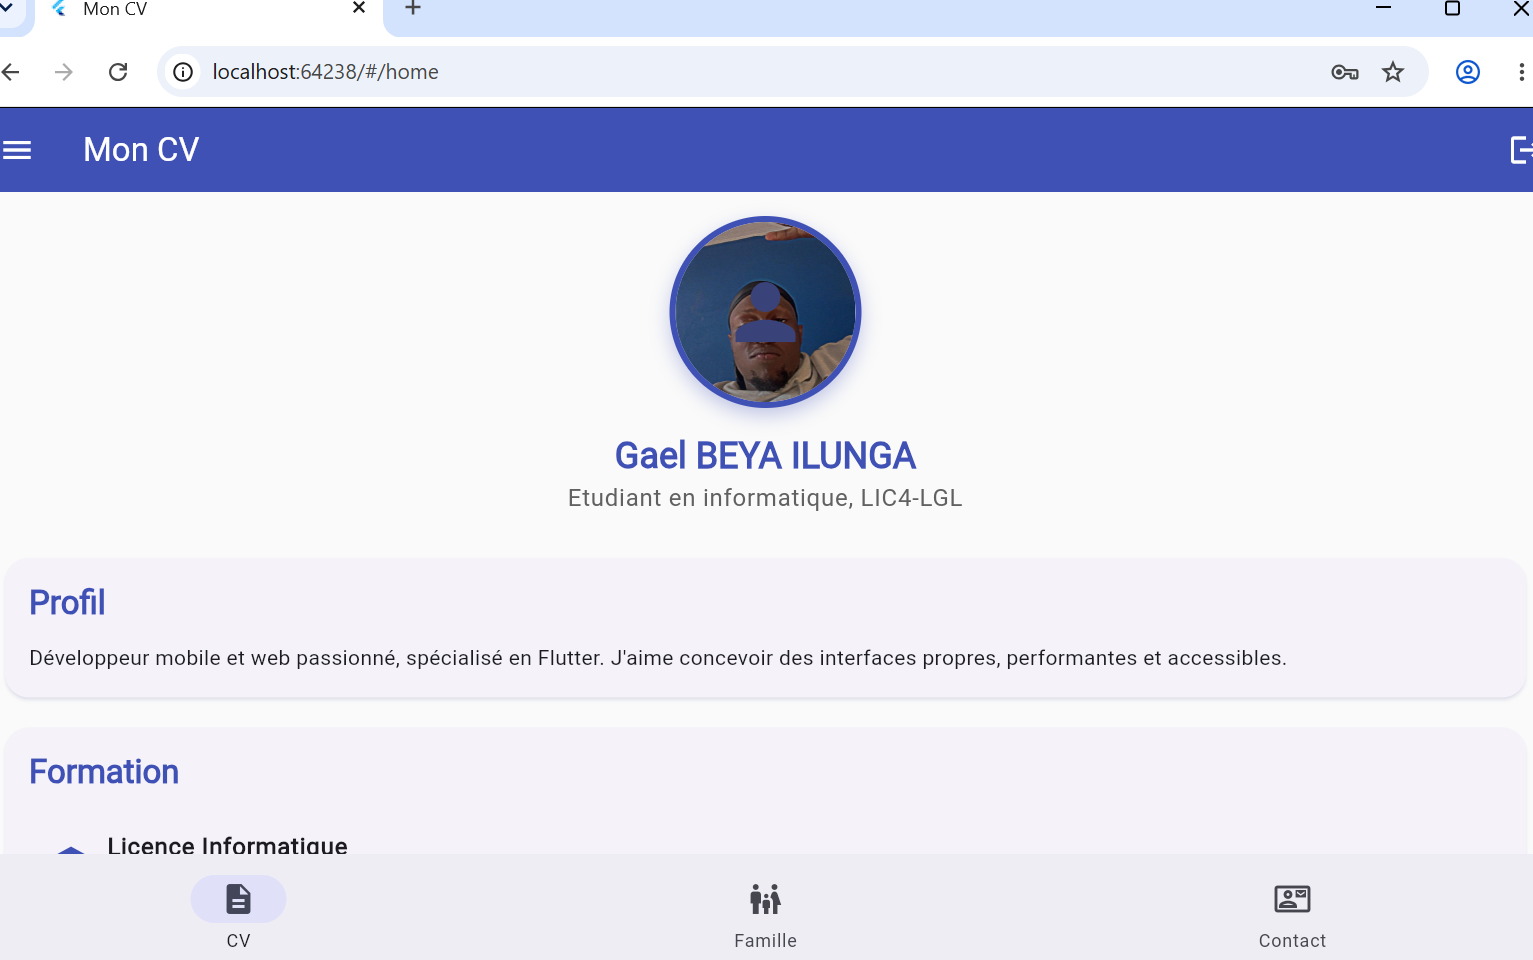 Mon CV
localhost:64238/#/home
Mon CV
Gael BEYA ILUNGA
Etudiant en informatique, LIC4-LGL
Profil
Développeur mobile et web passionné, spécialisé en Flutter. J'aime concevoir des interfaces propres, performantes et accessibles.
Formation
Licence Informatique
CV
Famille
Contact